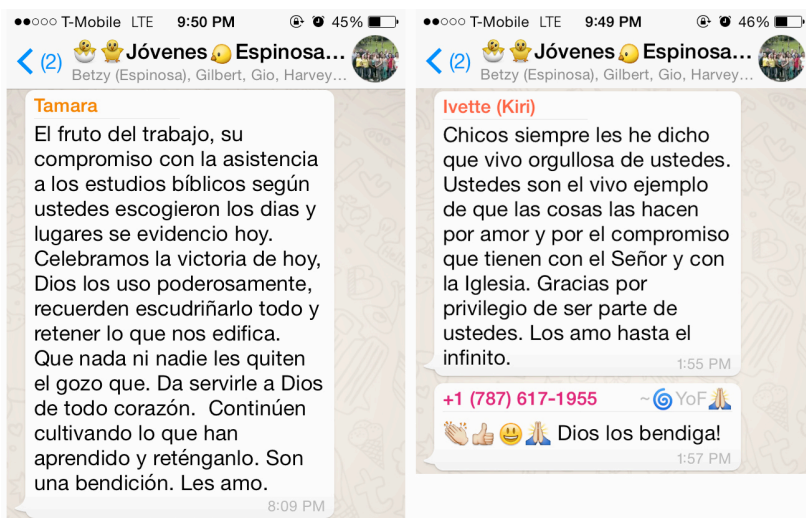 ●●○○○ T-Mobile LTE 9:50 PM 45%
(2) 🐣🐥Jóvenes💫Espinosa...
Betzy (Espinosa), Gilbert, Gio, Harvey...
Tamara
El fruto del trabajo, su
compromiso con la asistencia
a los estudios bíblicos según
ustedes escogieron los dias y
lugares se evidencio hoy.
Celebramos la victoria de hoy,
Dios los uso poderosamente,
recuerden escudriñarlo todo y
retener lo que nos edifica.
Que nada ni nadie les quiten
el gozo que. Da servirle a Dios
de todo corazón. Continúen
cultivando lo que han
aprendido y reténganlo. Son
una bendición. Les amo.
8:09 PM
●●○○○ T-Mobile LTE 9:49 PM 46%
(2) 🐣🐥Jóvenes💫Espinosa...
Betzy (Espinosa), Gilbert, Gio, Harvey...
Ivette (Kiri)
Chicos siempre les he dicho
que vivo orgullosa de ustedes.
Ustedes son el vivo ejemplo
de que las cosas las hacen
por amor y por el compromiso
que tienen con el Señor y con
la Iglesia. Gracias por
privilegio de ser parte de
ustedes. Los amo hasta el
infinito.
1:55 PM
+1 (787) 617-1955 ~🌀YoF🙏
👏👍😃🙏 Dios los bendiga!
1:57 PM